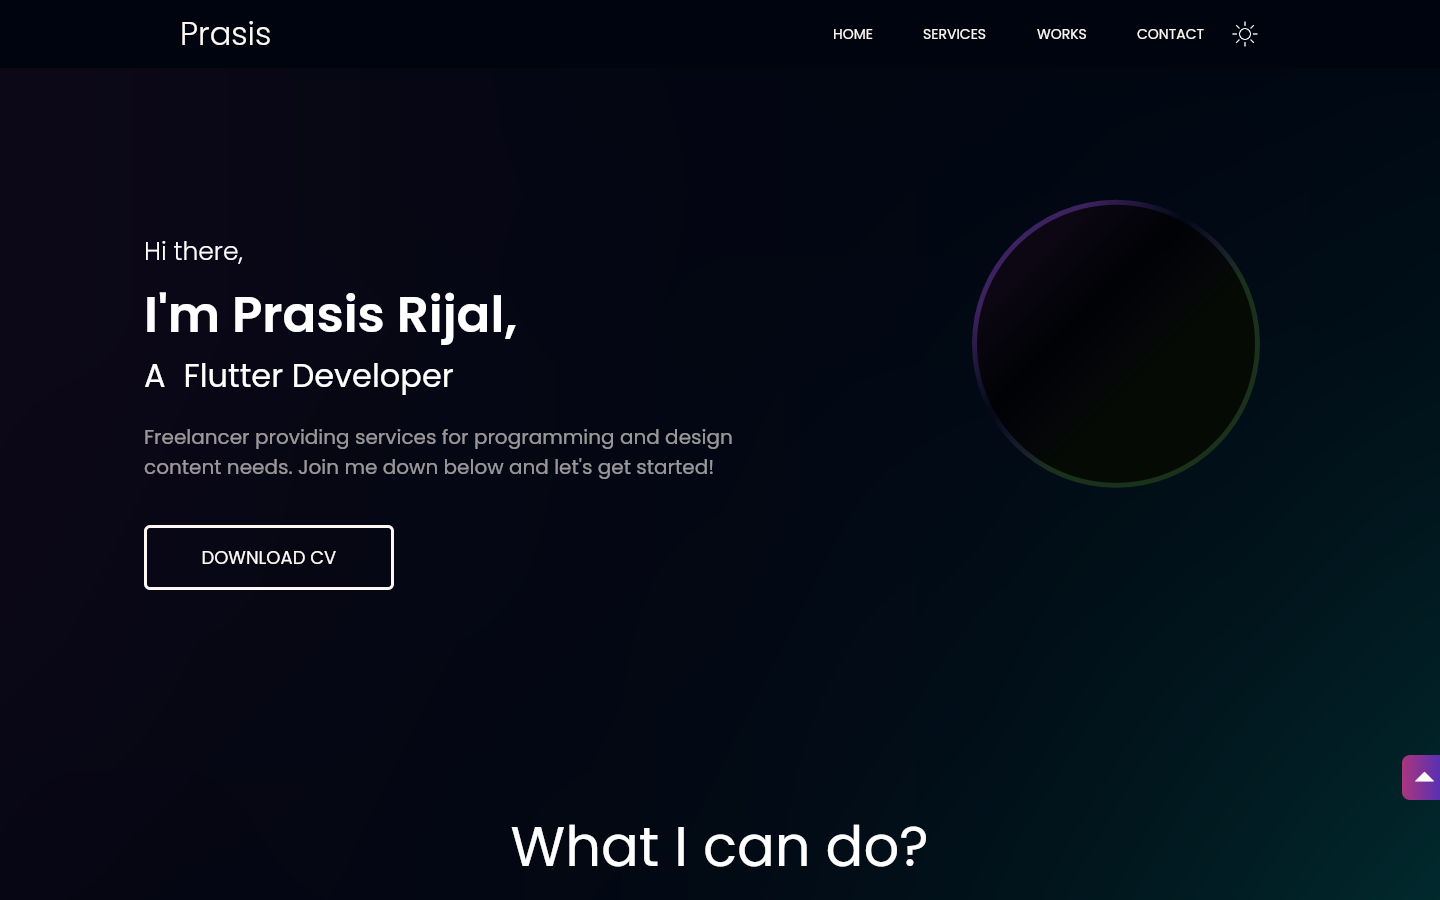 Prasis
HOME
SERVICES
WORKS
CONTACT
Hi there,
I'm Prasis Rijal,
A  Flutter Developer
Freelancer providing services for programming and design
content needs. Join me down below and let's get started!
DOWNLOAD CV
What I can do?